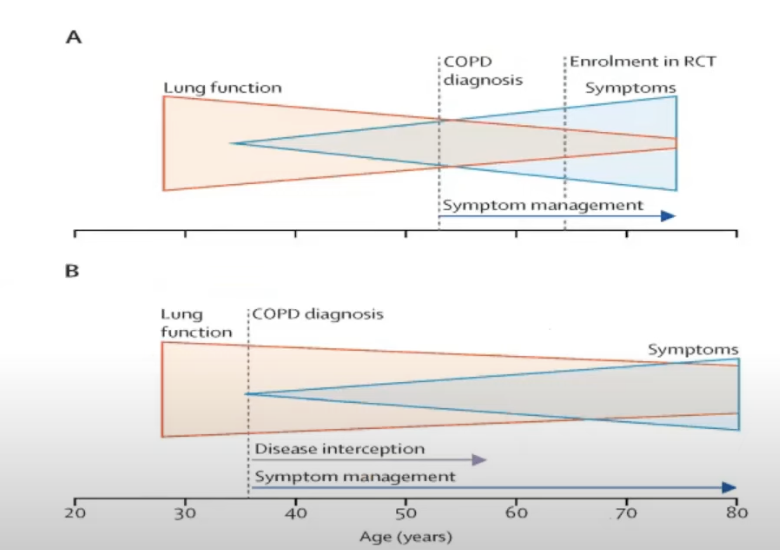 A
COPD
diagnosis
Enrolment in RCT
Lung function
Symptoms
Symptom management
B
Lung
function
COPD diagnosis
Symptoms
Disease interception
Symptom management
20 30 40 50 60 70 80
Age (years)